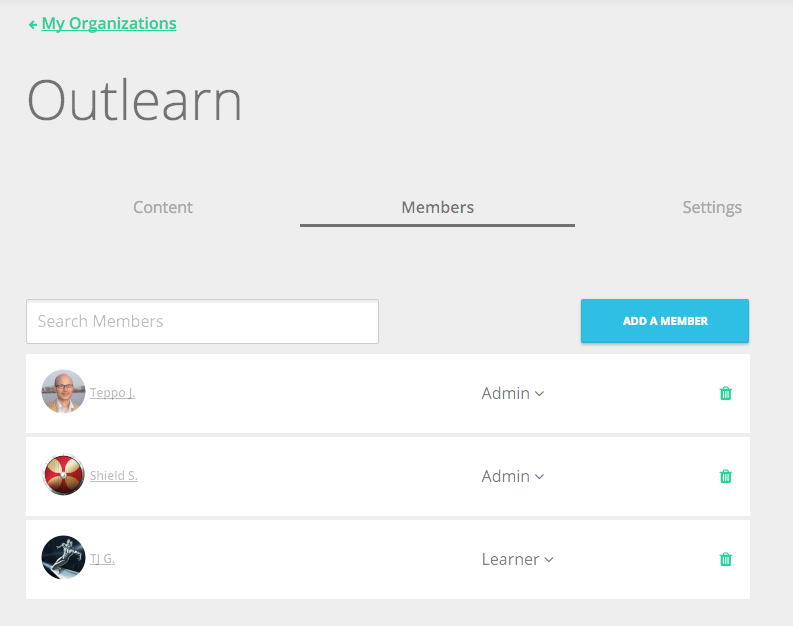 My Organizations
Outlearn
Content Members Settings
Search Members ADD A MEMBER
Teppo J. Admin
Shield S. Admin
TJ G. Learner